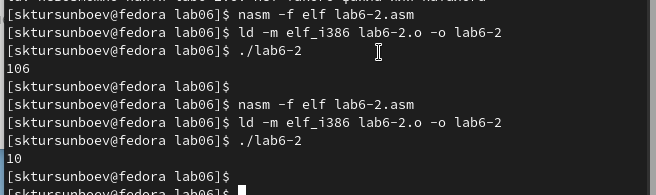 [sktursunboev@fedora lab06]$ nasm -f elf lab6-2.asm
[sktursunboev@fedora lab06]$ ld -m elf_i386 lab6-2.o -o lab6-2
[sktursunboev@fedora lab06]$ ./lab6-2
106
[sktursunboev@fedora lab06]$
[sktursunboev@fedora lab06]$ nasm -f elf lab6-2.asm
[sktursunboev@fedora lab06]$ ld -m elf_i386 lab6-2.o -o lab6-2
[sktursunboev@fedora lab06]$ ./lab6-2
10
[sktursunboev@fedora lab06]$
[sktursunboev@fedora lab06]$